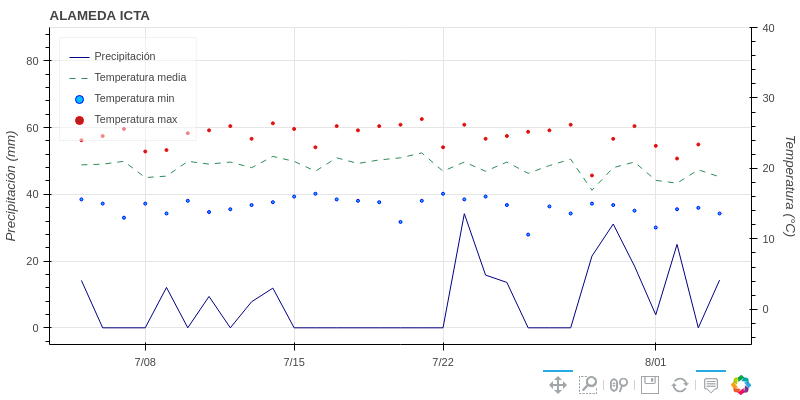 ALAMEDA ICTA
Precipitación
Temperatura media
Temperatura min
Temperatura max
Precipitación (mm)
0
20
40
60
80
Temperatura (°C)
0
10
20
30
40
7/08
7/15
7/22
8/01